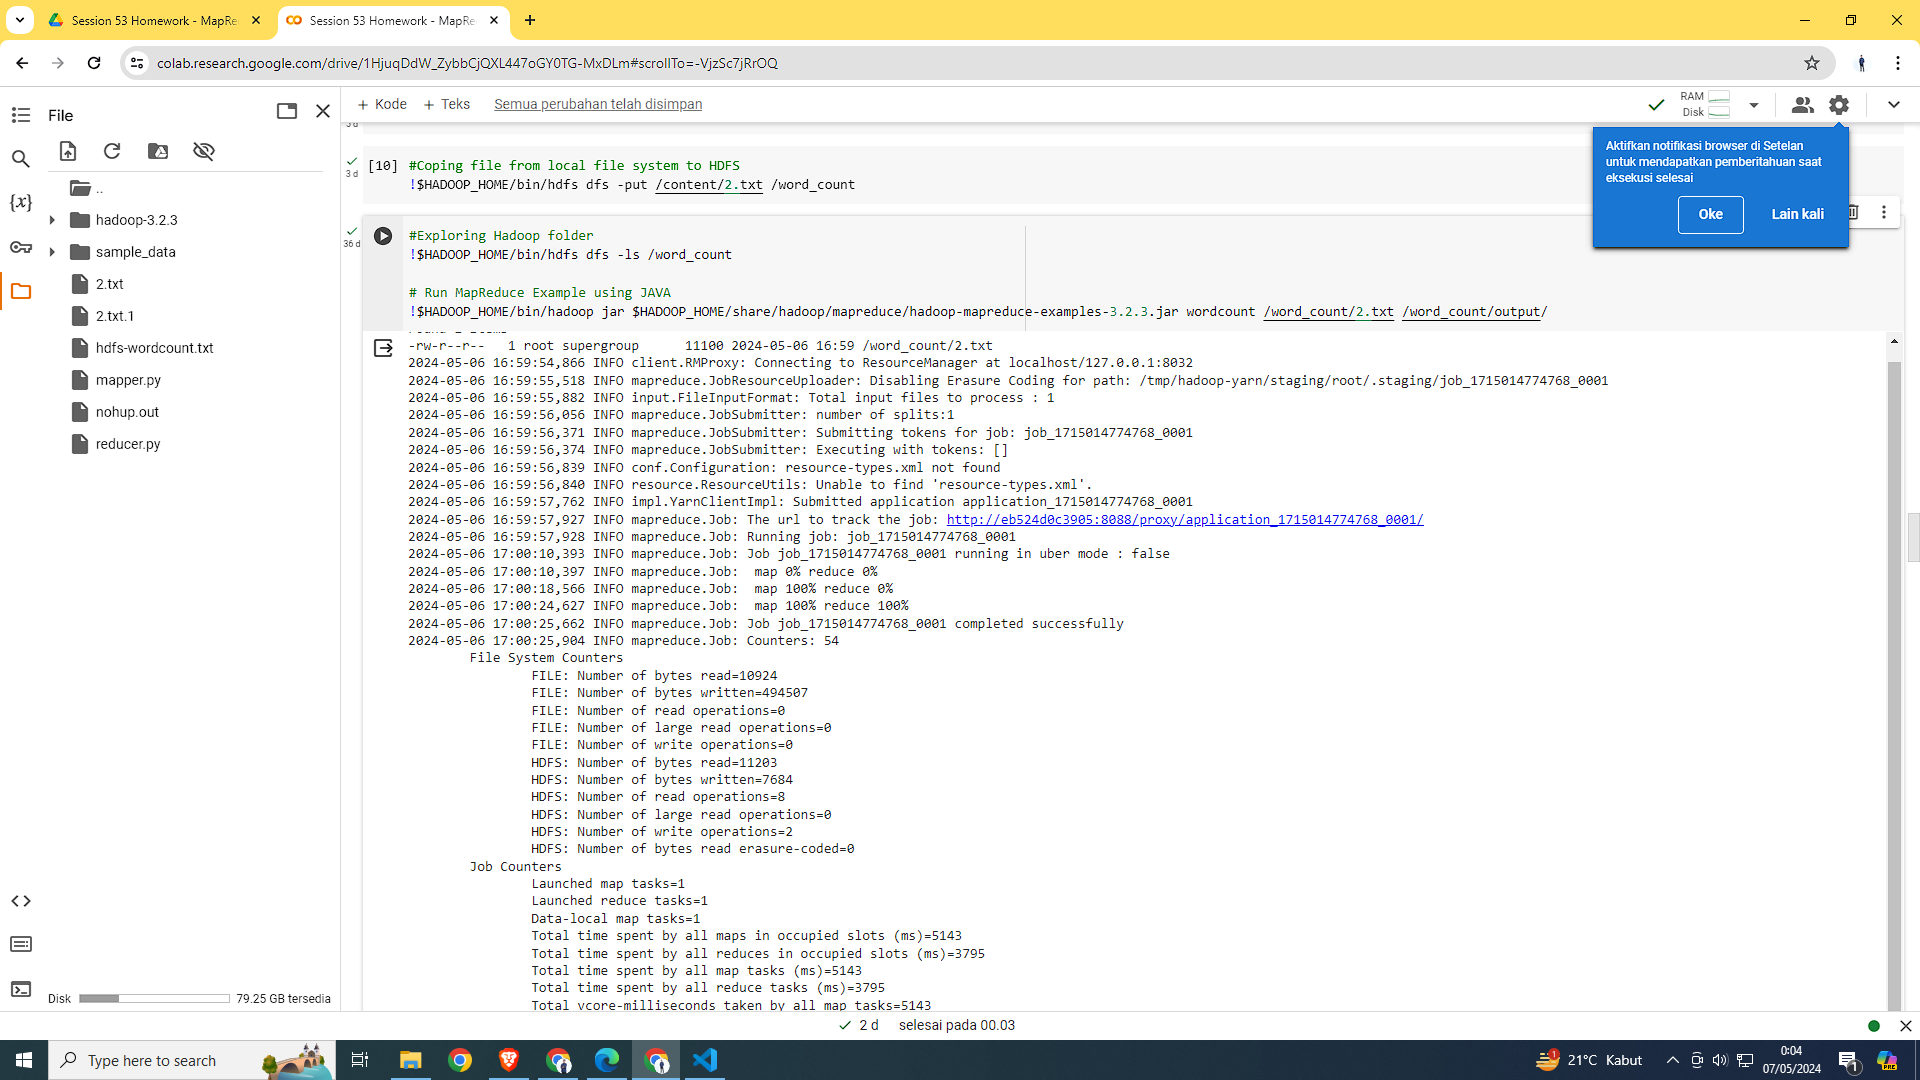 Session 53 Homework - MapRe
Session 53 Homework - MapRe
colab.research.google.com/drive/1HjuqDdW_ZybbCjQXL447oGY0TG-MxDLm#scrollTo=-VjzSc7jRrOQ
File
+ Kode + Teks Semua perubahan telah disimpan
RAM
Disk
Aktifkan notifikasi browser di Setelan
untuk mendapatkan pemberitahuan saat
eksekusi selesai
Oke Lain kali
..
hadoop-3.2.3
sample_data
2.txt
2.txt.1
hdfs-wordcount.txt
mapper.py
nohup.out
reducer.py
Disk 79.25 GB tersedia
3 d
[10] #Coping file from local file system to HDFS
!$HADOOP_HOME/bin/hdfs dfs -put /content/2.txt /word_count
36 d
#Exploring Hadoop folder
!$HADOOP_HOME/bin/hdfs dfs -ls /word_count
# Run MapReduce Example using JAVA
!$HADOOP_HOME/bin/hadoop jar $HADOOP_HOME/share/hadoop/mapreduce/hadoop-mapreduce-examples-3.2.3.jar wordcount /word_count/2.txt /word_count/output/
-rw-r--r-- 1 root supergroup 11100 2024-05-06 16:59 /word_count/2.txt
2024-05-06 16:59:54,866 INFO client.RMProxy: Connecting to ResourceManager at localhost/127.0.0.1:8032
2024-05-06 16:59:55,518 INFO mapreduce.JobResourceUploader: Disabling Erasure Coding for path: /tmp/hadoop-yarn/staging/root/.staging/job_1715014774768_0001
2024-05-06 16:59:55,882 INFO input.FileInputFormat: Total input files to process : 1
2024-05-06 16:59:56,056 INFO mapreduce.JobSubmitter: number of splits:1
2024-05-06 16:59:56,371 INFO mapreduce.JobSubmitter: Submitting tokens for job: job_1715014774768_0001
2024-05-06 16:59:56,374 INFO mapreduce.JobSubmitter: Executing with tokens: []
2024-05-06 16:59:56,839 INFO conf.Configuration: resource-types.xml not found
2024-05-06 16:59:56,840 INFO resource.ResourceUtils: Unable to find 'resource-types.xml'.
2024-05-06 16:59:57,762 INFO impl.YarnClientImpl: Submitted application application_1715014774768_0001
2024-05-06 16:59:57,927 INFO mapreduce.Job: The url to track the job: http://eb524d0c3905:8088/proxy/application_1715014774768_0001/
2024-05-06 16:59:57,928 INFO mapreduce.Job: Running job: job_1715014774768_0001
2024-05-06 17:00:10,393 INFO mapreduce.Job: Job job_1715014774768_0001 running in uber mode : false
2024-05-06 17:00:10,397 INFO mapreduce.Job: map 0% reduce 0%
2024-05-06 17:00:18,566 INFO mapreduce.Job: map 100% reduce 0%
2024-05-06 17:00:24,627 INFO mapreduce.Job: map 100% reduce 100%
2024-05-06 17:00:25,662 INFO mapreduce.Job: Job job_1715014774768_0001 completed successfully
2024-05-06 17:00:25,904 INFO mapreduce.Job: Counters: 54
File System Counters
FILE: Number of bytes read=10924
FILE: Number of bytes written=494507
FILE: Number of read operations=0
FILE: Number of large read operations=0
FILE: Number of write operations=0
HDFS: Number of bytes read=11203
HDFS: Number of bytes written=7684
HDFS: Number of read operations=8
HDFS: Number of large read operations=0
HDFS: Number of write operations=2
HDFS: Number of bytes read erasure-coded=0
Job Counters
Launched map tasks=1
Launched reduce tasks=1
Data-local map tasks=1
Total time spent by all maps in occupied slots (ms)=5143
Total time spent by all reduces in occupied slots (ms)=3795
Total time spent by all map tasks (ms)=5143
Total time spent by all reduce tasks (ms)=3795
Total vcore-milliseconds taken by all map tasks=5143
2 d selesai pada 00.03
Type here to search
21°C Kabut
0:04
07/05/2024